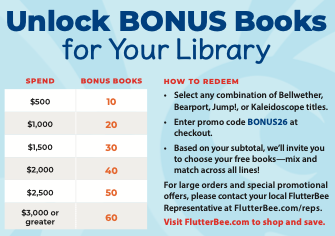 Unlock BONUS Books
for Your Library
SPEND BONUS BOOKS
$500 10
$1,000 20
$1,500 30
$2,000 40
$2,500 50
$3,000 or
greater 60
HOW TO REDEEM
• Select any combination of Bellwether,
Bearport, Jump!, or Kaleidoscope titles.
• Enter promo code BONUS26 at
checkout.
• Based on your subtotal, we'll invite you
to choose your free books—mix and
match across all lines!
For large orders and special promotional
offers, please contact your local FlutterBee
Representative at FlutterBee.com/reps.
Visit FlutterBee.com to shop and save.